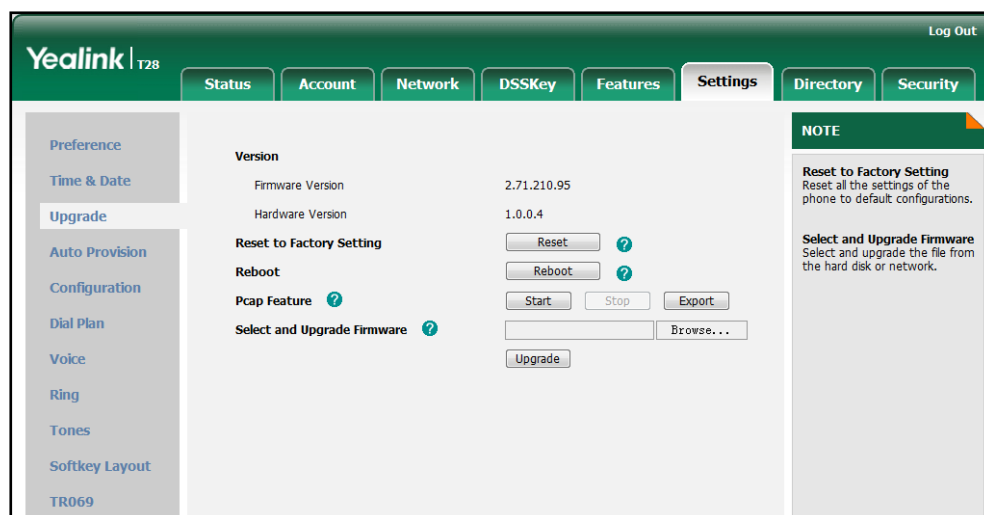 Log Out
Yealink T28
Status Account Network DSSKey Features Settings Directory Security
Preference
Time & Date
Upgrade
Auto Provision
Configuration
Dial Plan
Voice
Ring
Tones
Softkey Layout
TR069
Version
Firmware Version 2.71.210.95
Hardware Version 1.0.0.4
Reset to Factory Setting Reset ?
Reboot Reboot ?
Pcap Feature ? Start Stop Export
Select and Upgrade Firmware ? Browse...
Upgrade
NOTE
Reset to Factory Setting
Reset all the settings of the
phone to default configurations.
Select and Upgrade Firmware
Select and upgrade the file from
the hard disk or network.